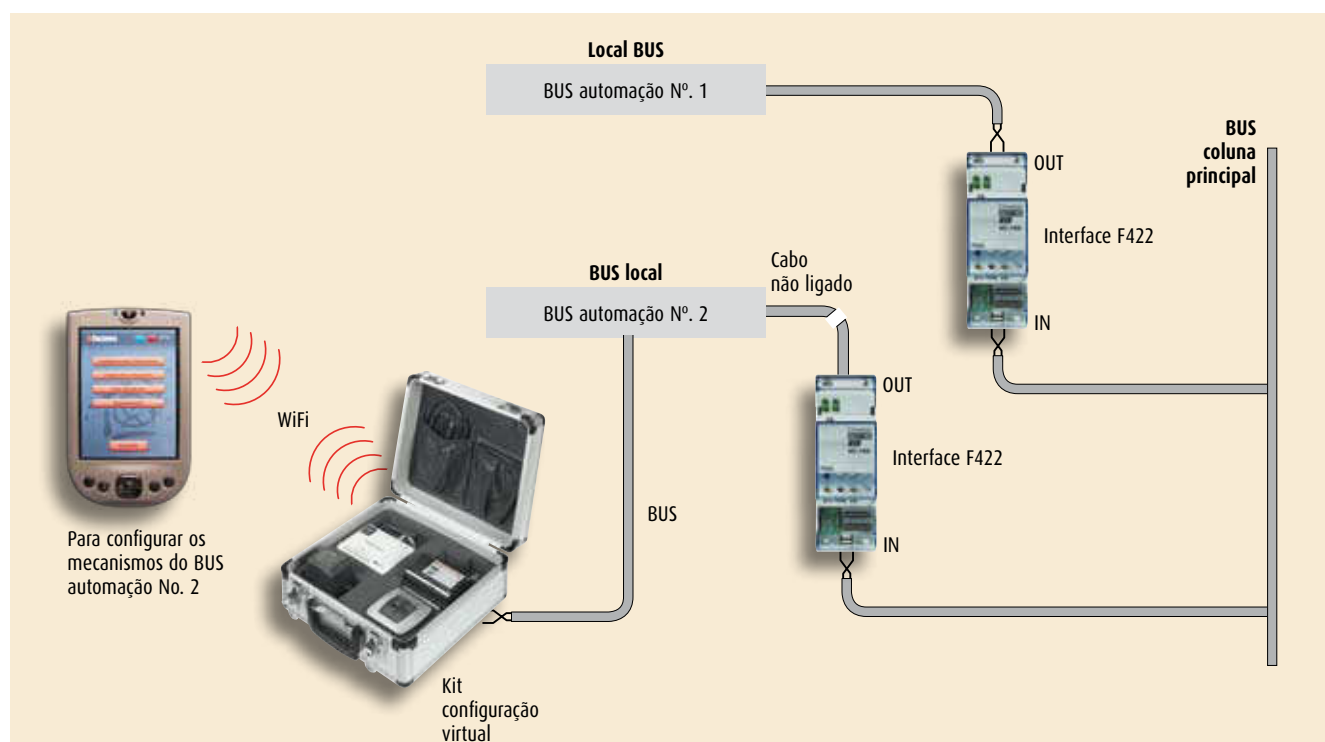 Local BUS
BUS automação Nº. 1
BUS
coluna
principal
OUT
Interface F422
IN
BUS local
BUS automação Nº. 2
Cabo
não ligado
OUT
Interface F422
IN
WiFi
BUS
Para configurar os
mecanismos do BUS
automação No. 2
Kit
configuração
virtual